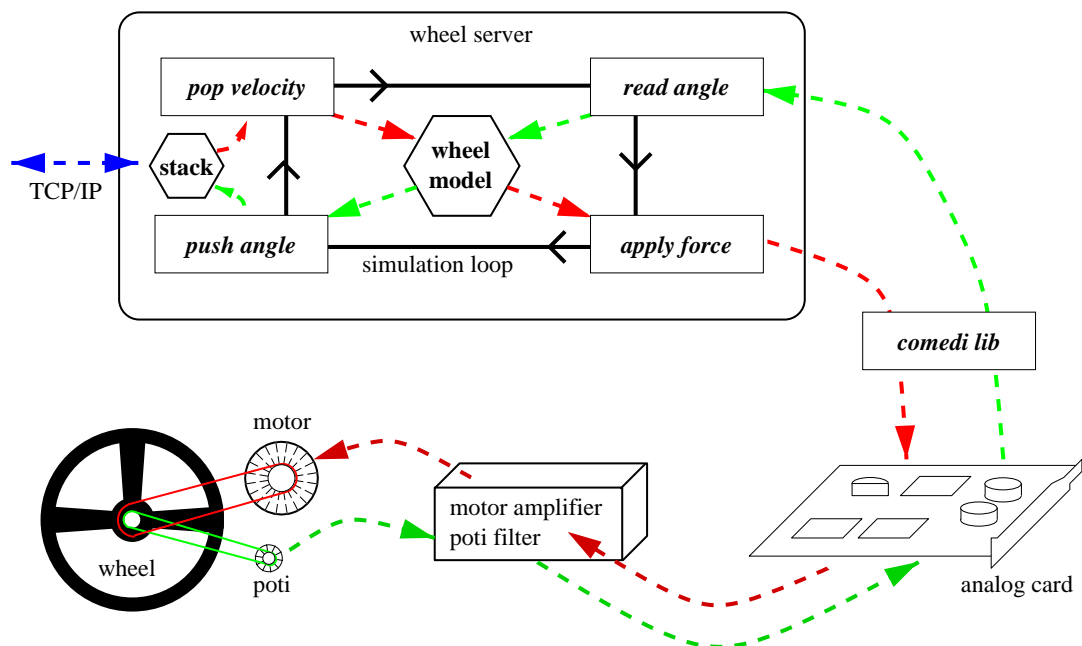 wheel server
pop velocity
read angle
stack
wheel
model
TCP/IP
push angle
simulation loop
apply force
comedi lib
motor
motor amplifier
poti filter
wheel
poti
analog card